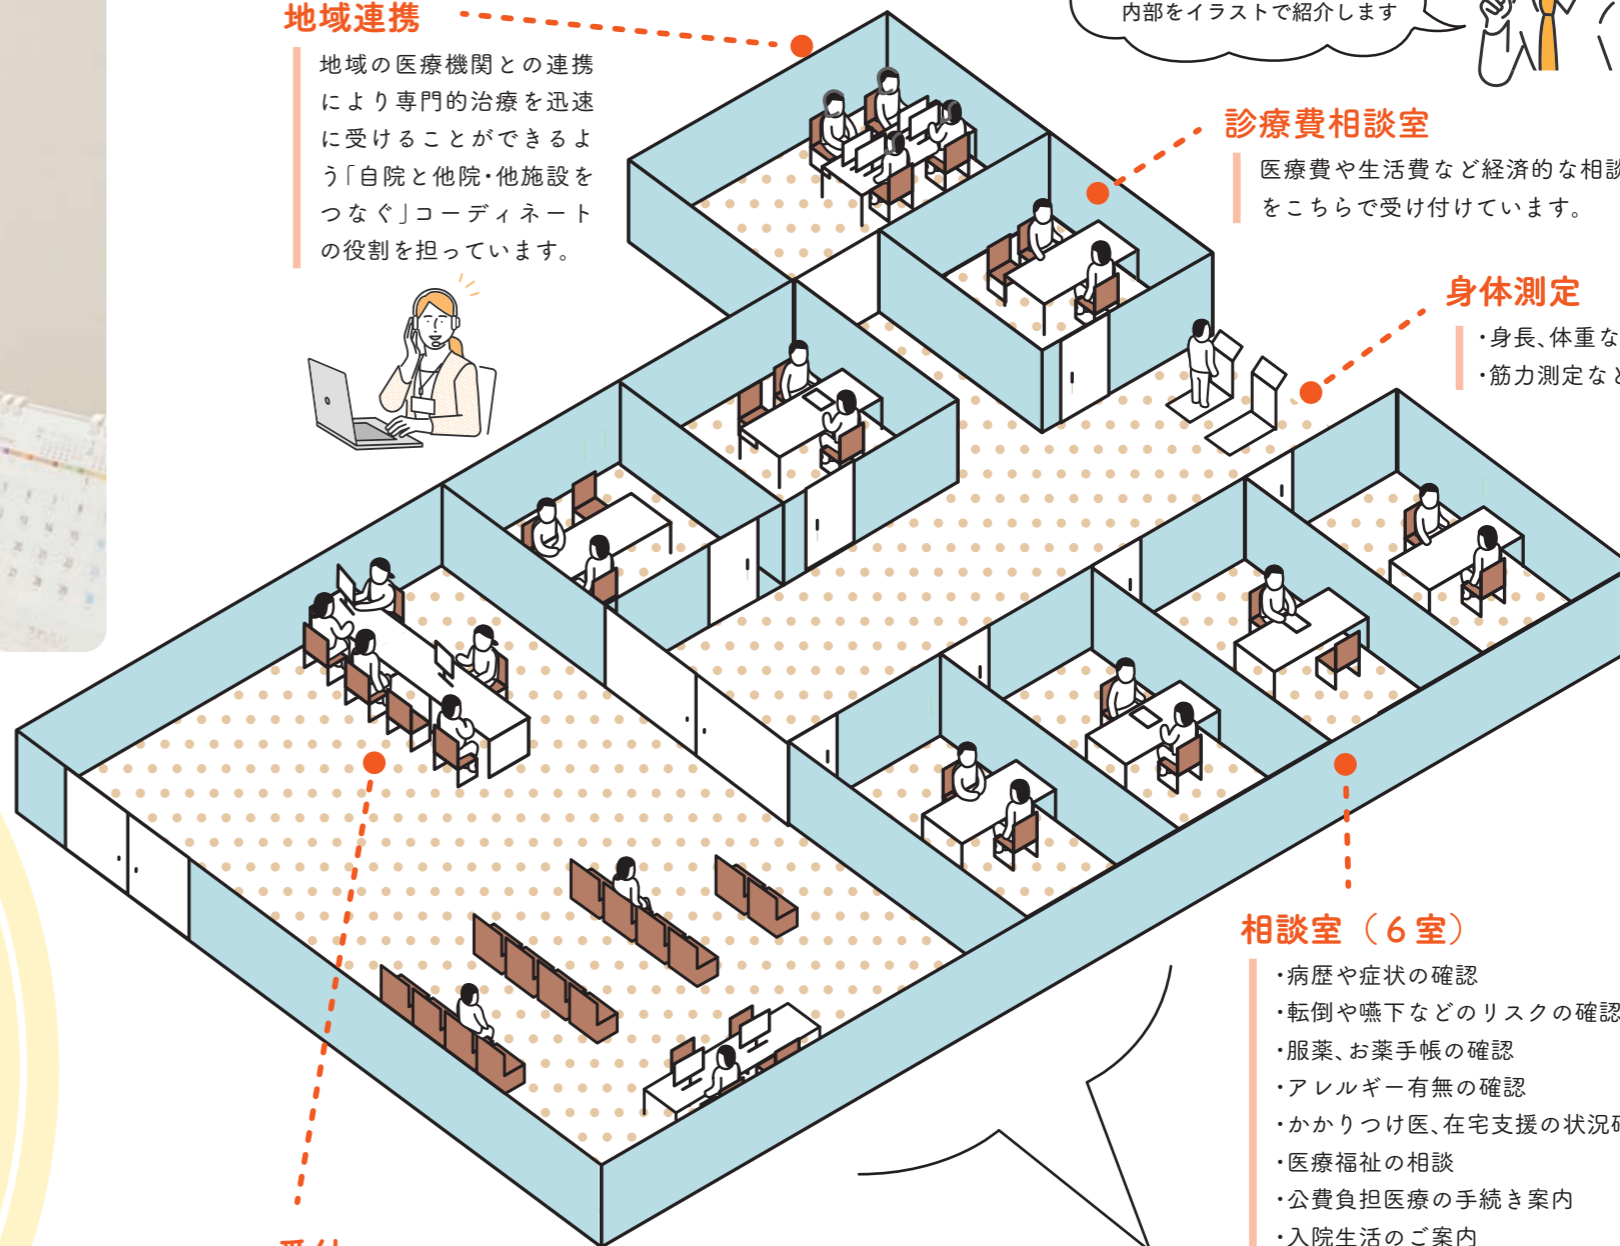 地域連携
地域の医療機関との連携
により専門的治療を迅速
に受けることができるよ
う「自院と他院・他施設を
つなぐ」コーディネート
の役割を担っています。
内部をイラストで紹介します
診療費相談室
医療費や生活費など経済的な相談
をこちらで受け付けています。
身体測定
・身長、体重な
・筋力測定など
相談室（６室）
・病歴や症状の確認
・転倒や嚥下などのリスクの確認
・服薬、お薬手帳の確認
・アレルギー有無の確認
・かかりつけ医、在宅支援の状況確
・医療福祉の相談
・公費負担医療の手続き案内
・入院生活のご案内
受付